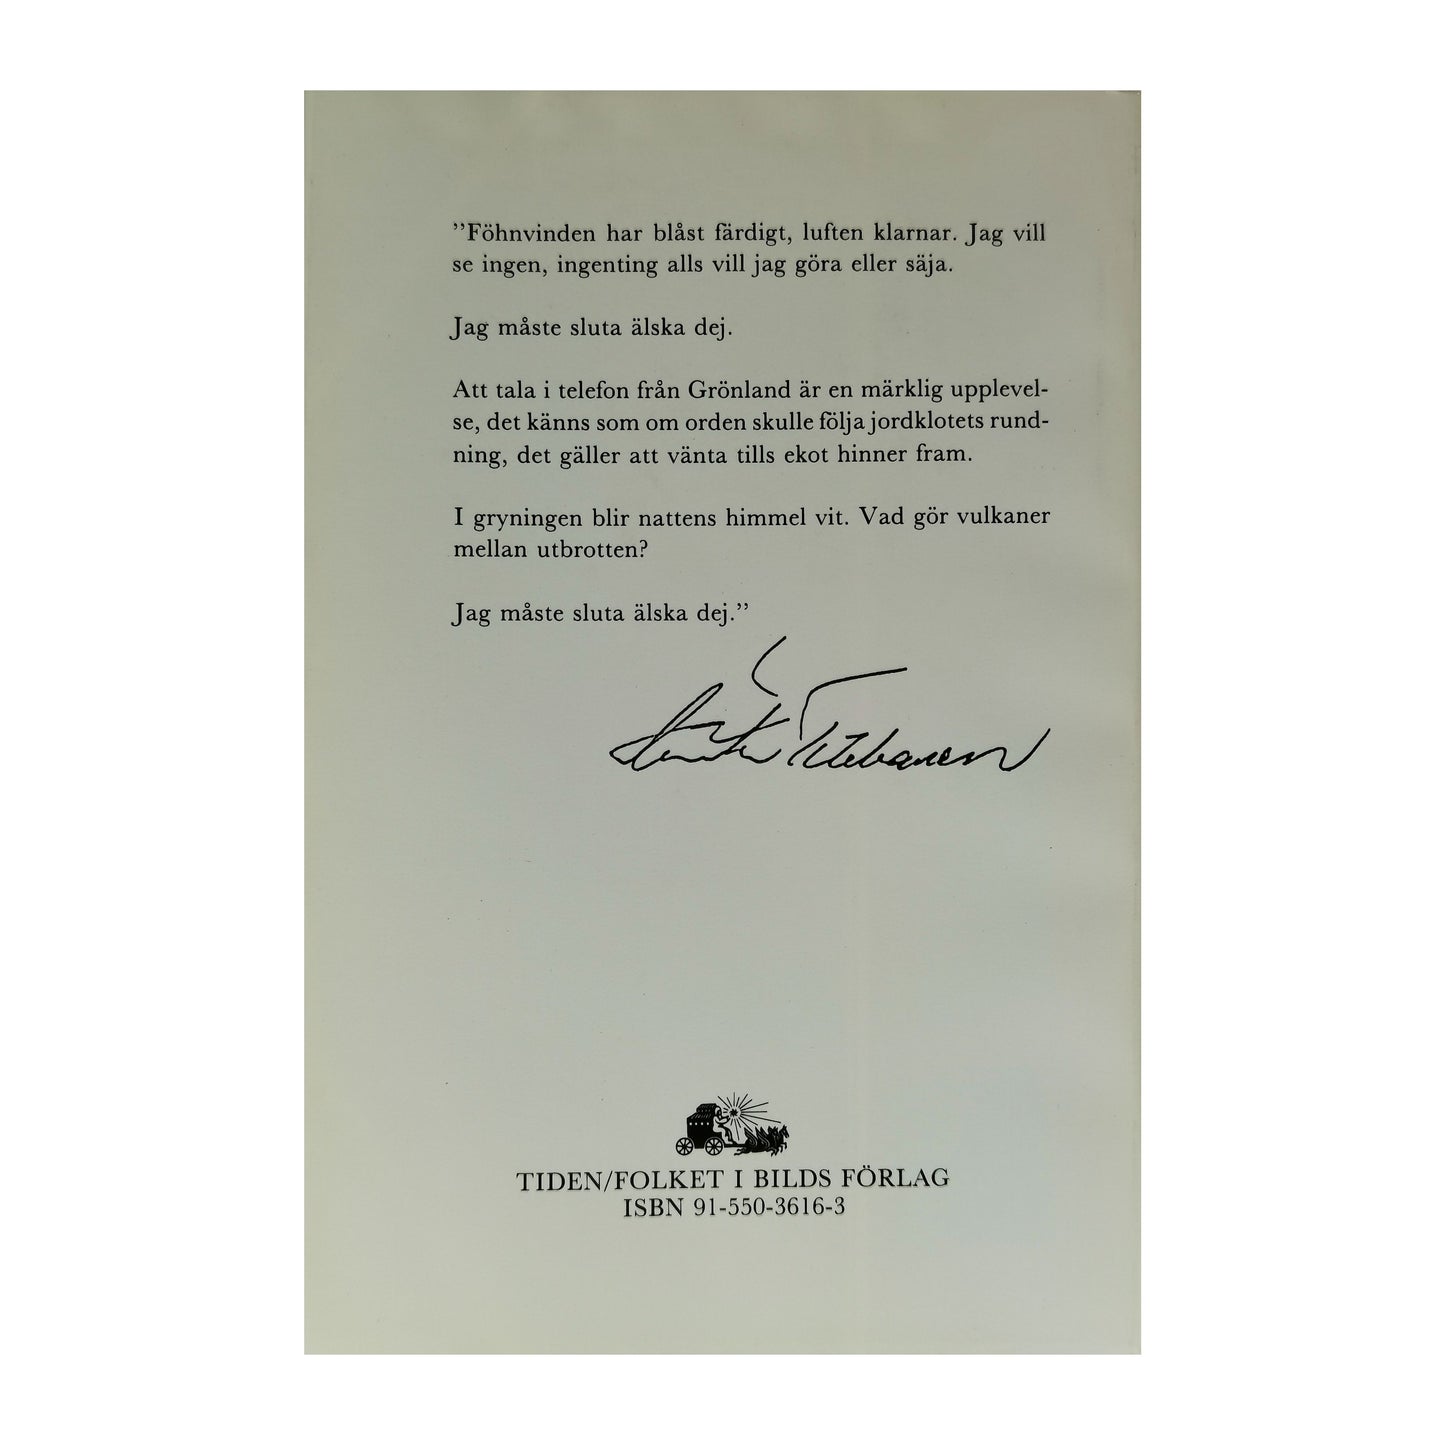 ”Föhnvinden har blåst färdigt, luften klarnar. Jag vill
se ingen, ingenting alls vill jag göra eller säja.
Jag måste sluta älska dej.
Att tala i telefon från Grönland är en märklig upplevel-
se, det känns som om orden skulle följa jordklotets rund-
ning, det gäller att vänta tills ekot hinner fram.
I gryningen blir nattens himmel vit. Vad gör vulkaner
mellan utbrotten?
Jag måste sluta älska dej.”
TIDEN/FOLKET I BILDS FÖRLAG
ISBN 91-550-3616-3